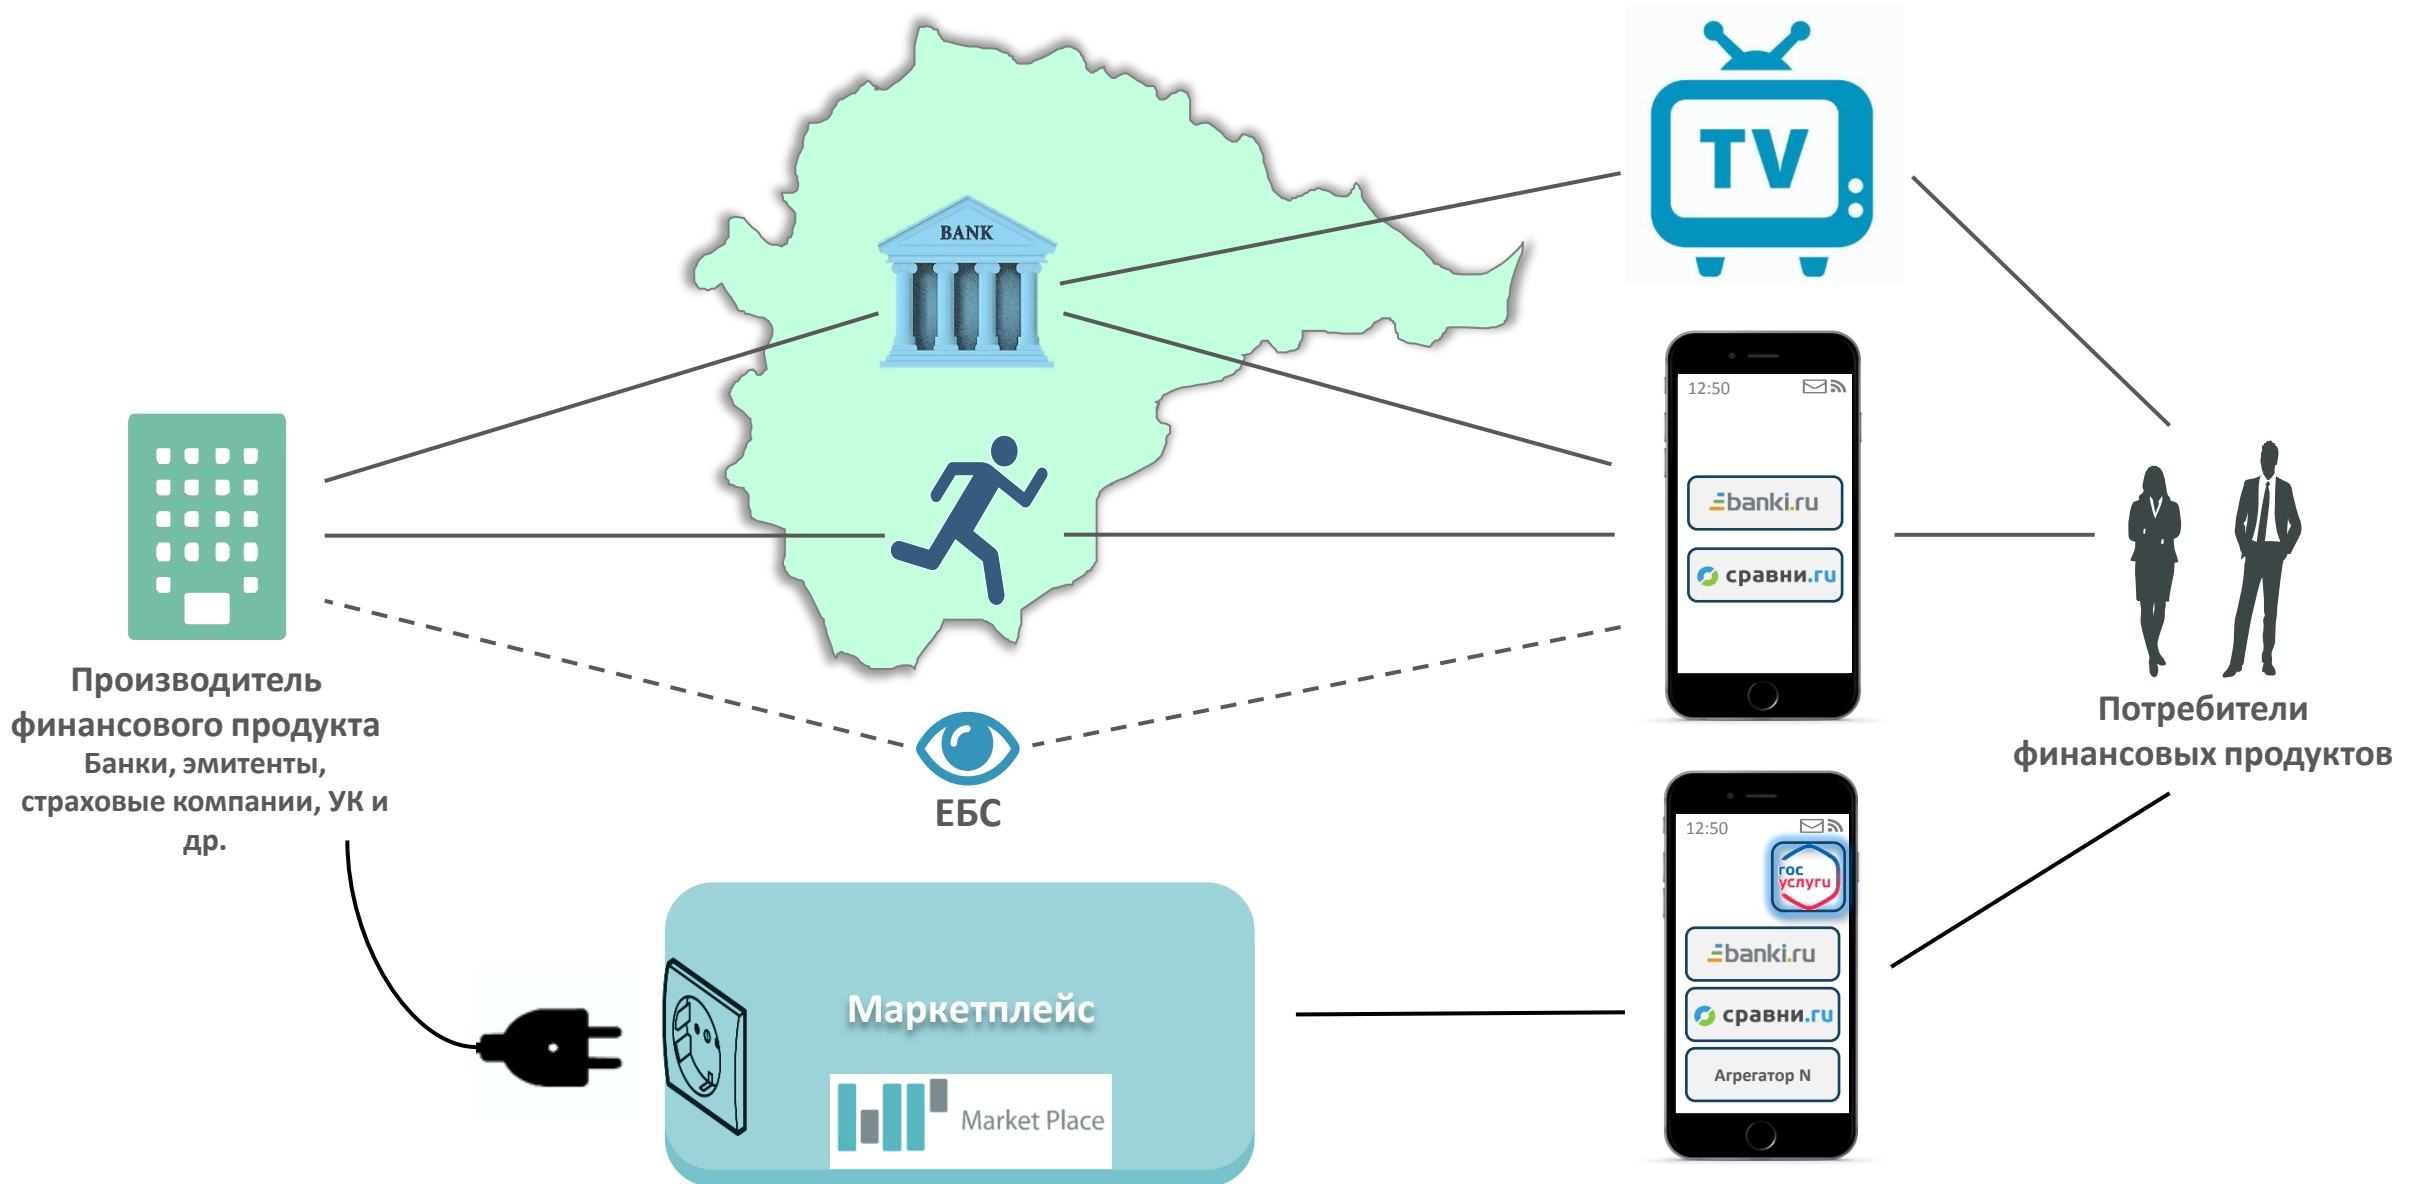 BANK
TV
12:50
banki.ru
сравни.ru
Производитель
финансового продукта
Банки, эмитенты,
страховые компании, УК и
др.
ЕБС
Потребители
финансовых продуктов
12:50
гос
услуги
banki.ru
сравни.ru
Агрегатор N
Маркетплейс
Market Place